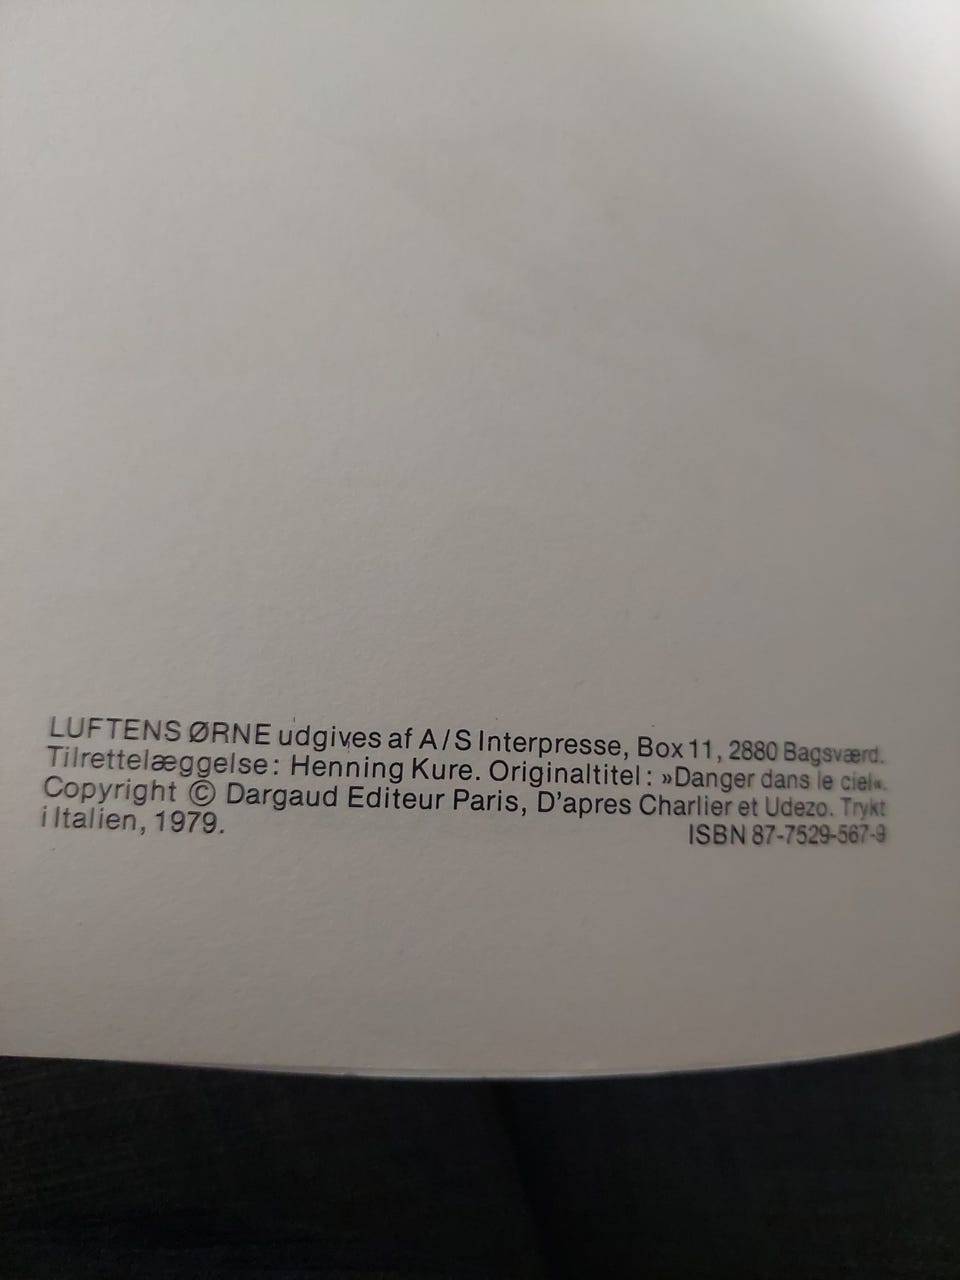 LUFTENS ØRNE udgives af A/S Interpresse, Box 11, 2880 Bagsværd.
Tilrettelæggelse: Henning Kure. Originaltitel: »Danger dans le ciel«.
Copyright © Dargaud Editeur Paris, D'apres Charlier et Udezo. Trykt
i Italien, 1979. ISBN 87-7529-567-9